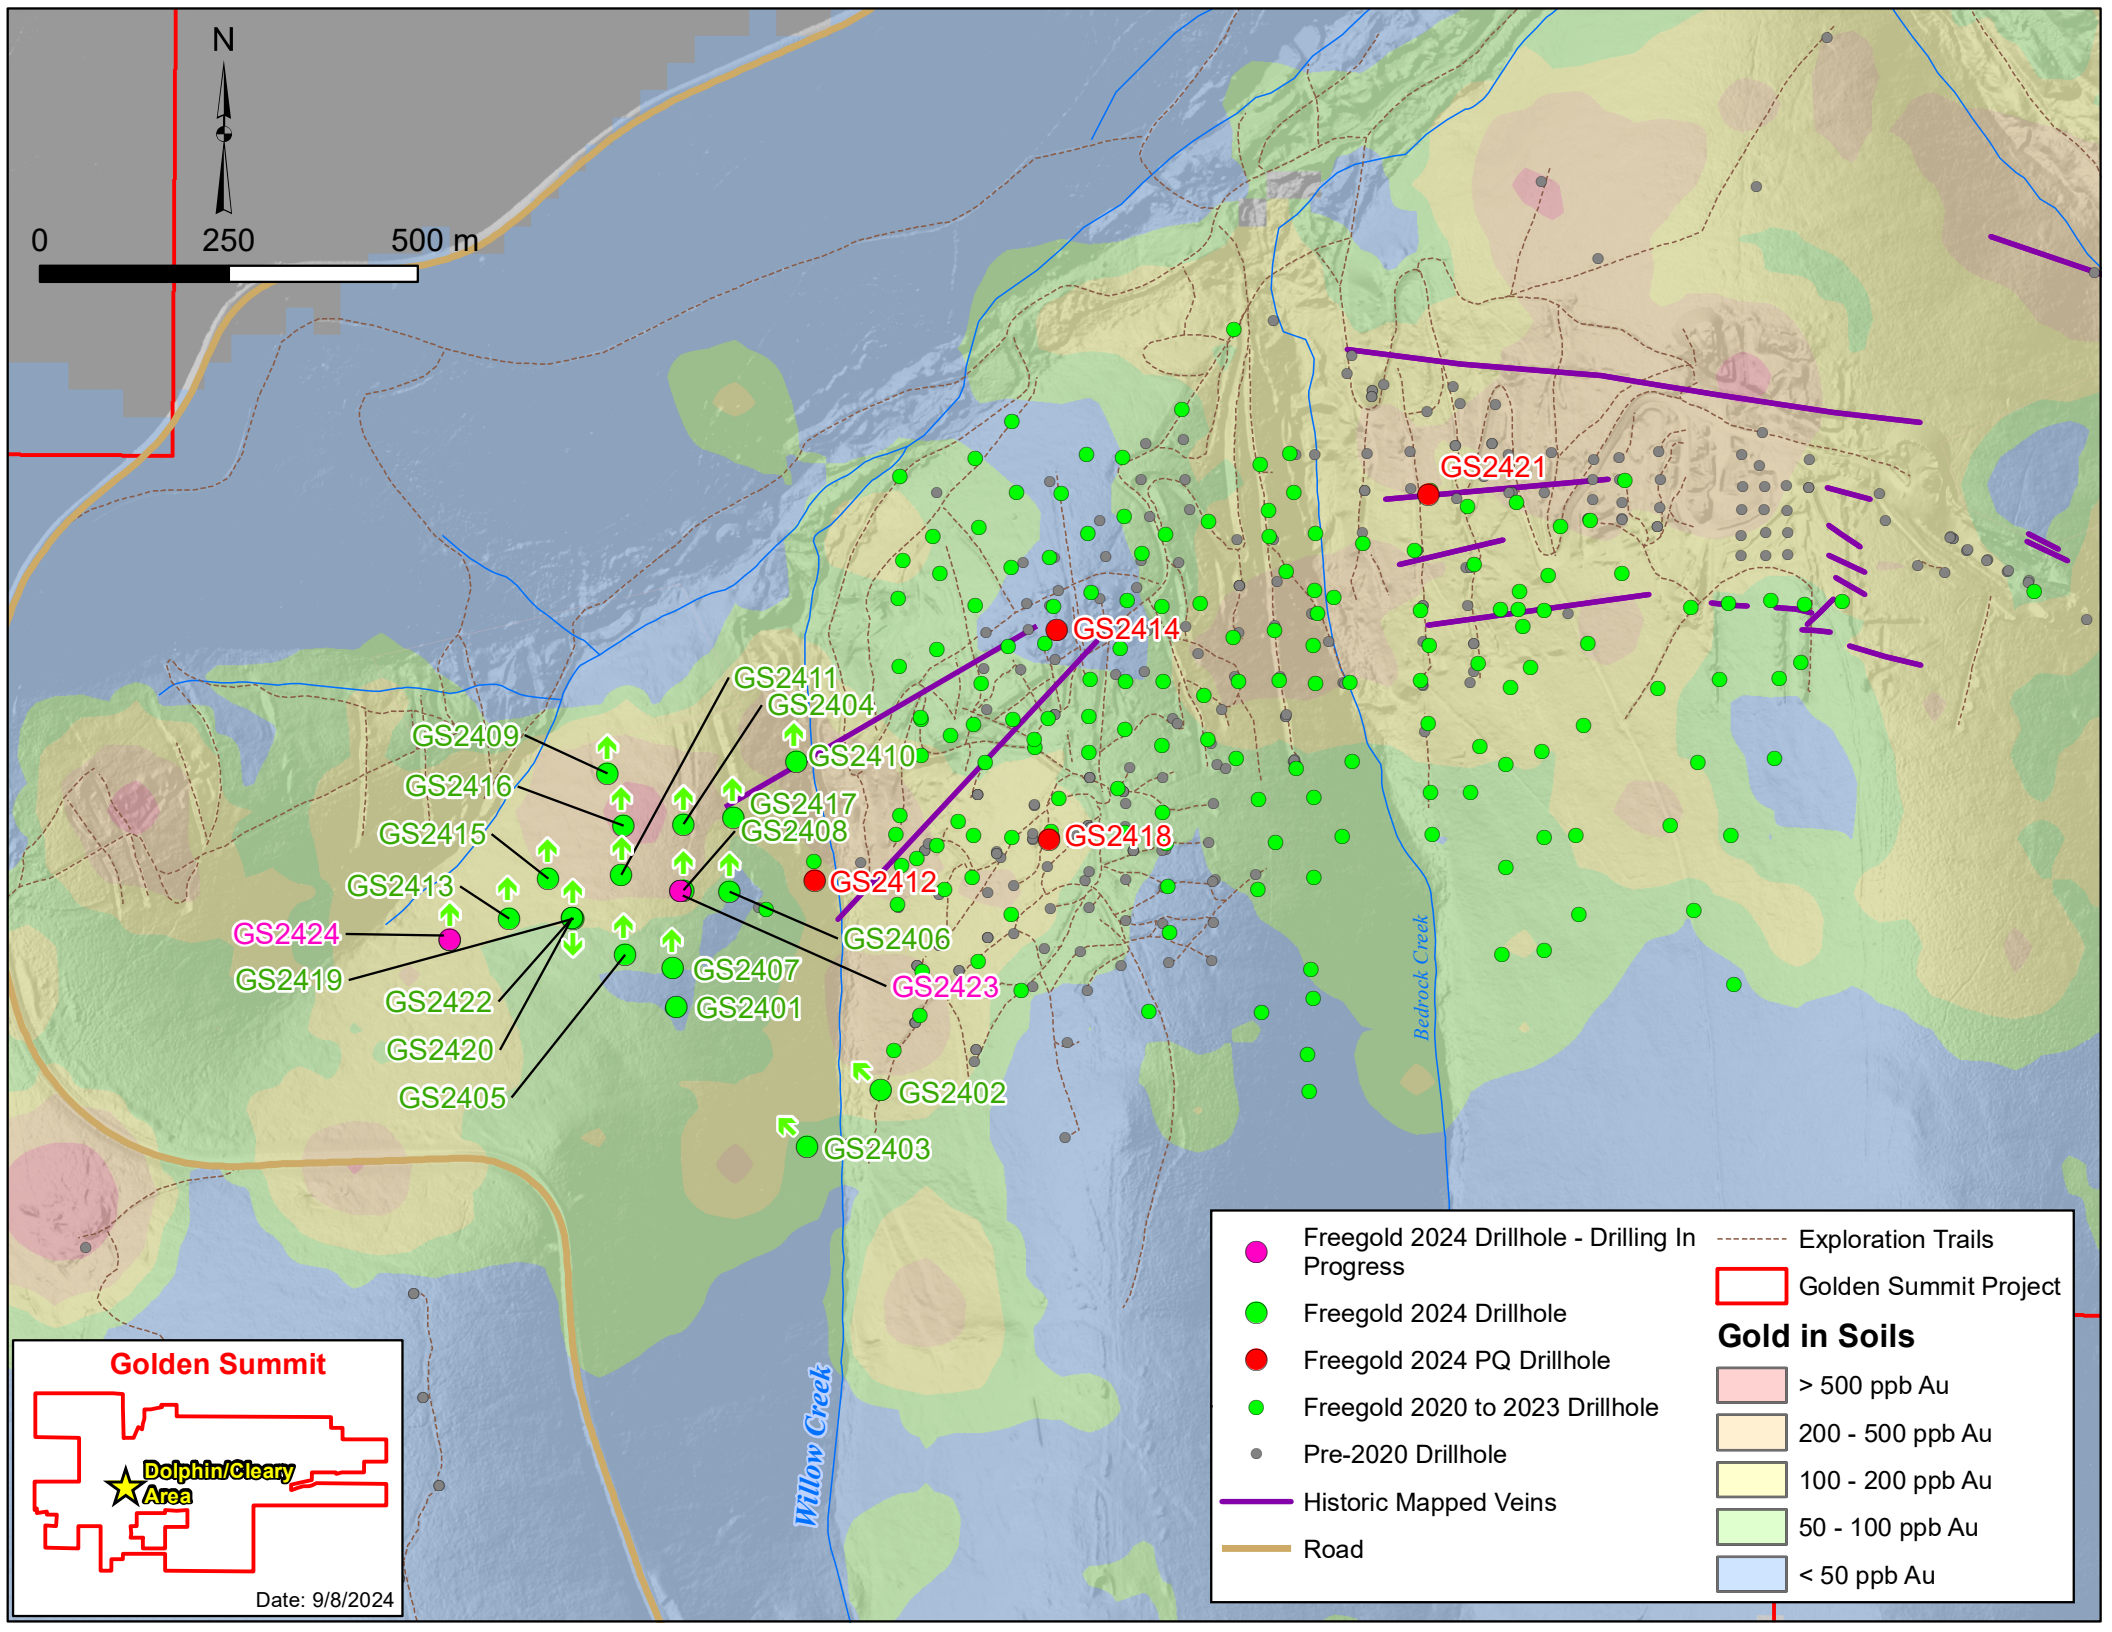 N
0 250 500 m
GS2421
GS2414
GS2411
GS2404
GS2409
GS2410
GS2416
GS2417
GS2408
GS2415
GS2418
GS2413
GS2412
GS2424
GS2406
GS2419
GS2407
GS2423
GS2422
GS2401
GS2420
GS2405
GS2402
GS2403
Bedrock Creek
Willow Creek
Freegold 2024 Drillhole - Drilling In
Progress
Freegold 2024 Drillhole
Freegold 2024 PQ Drillhole
Freegold 2020 to 2023 Drillhole
Pre-2020 Drillhole
Historic Mapped Veins
Road
Exploration Trails
Golden Summit Project
Gold in Soils
> 500 ppb Au
200 - 500 ppb Au
100 - 200 ppb Au
50 - 100 ppb Au
< 50 ppb Au
Golden Summit
Dolphin/Cleary
Area
Date: 9/8/2024